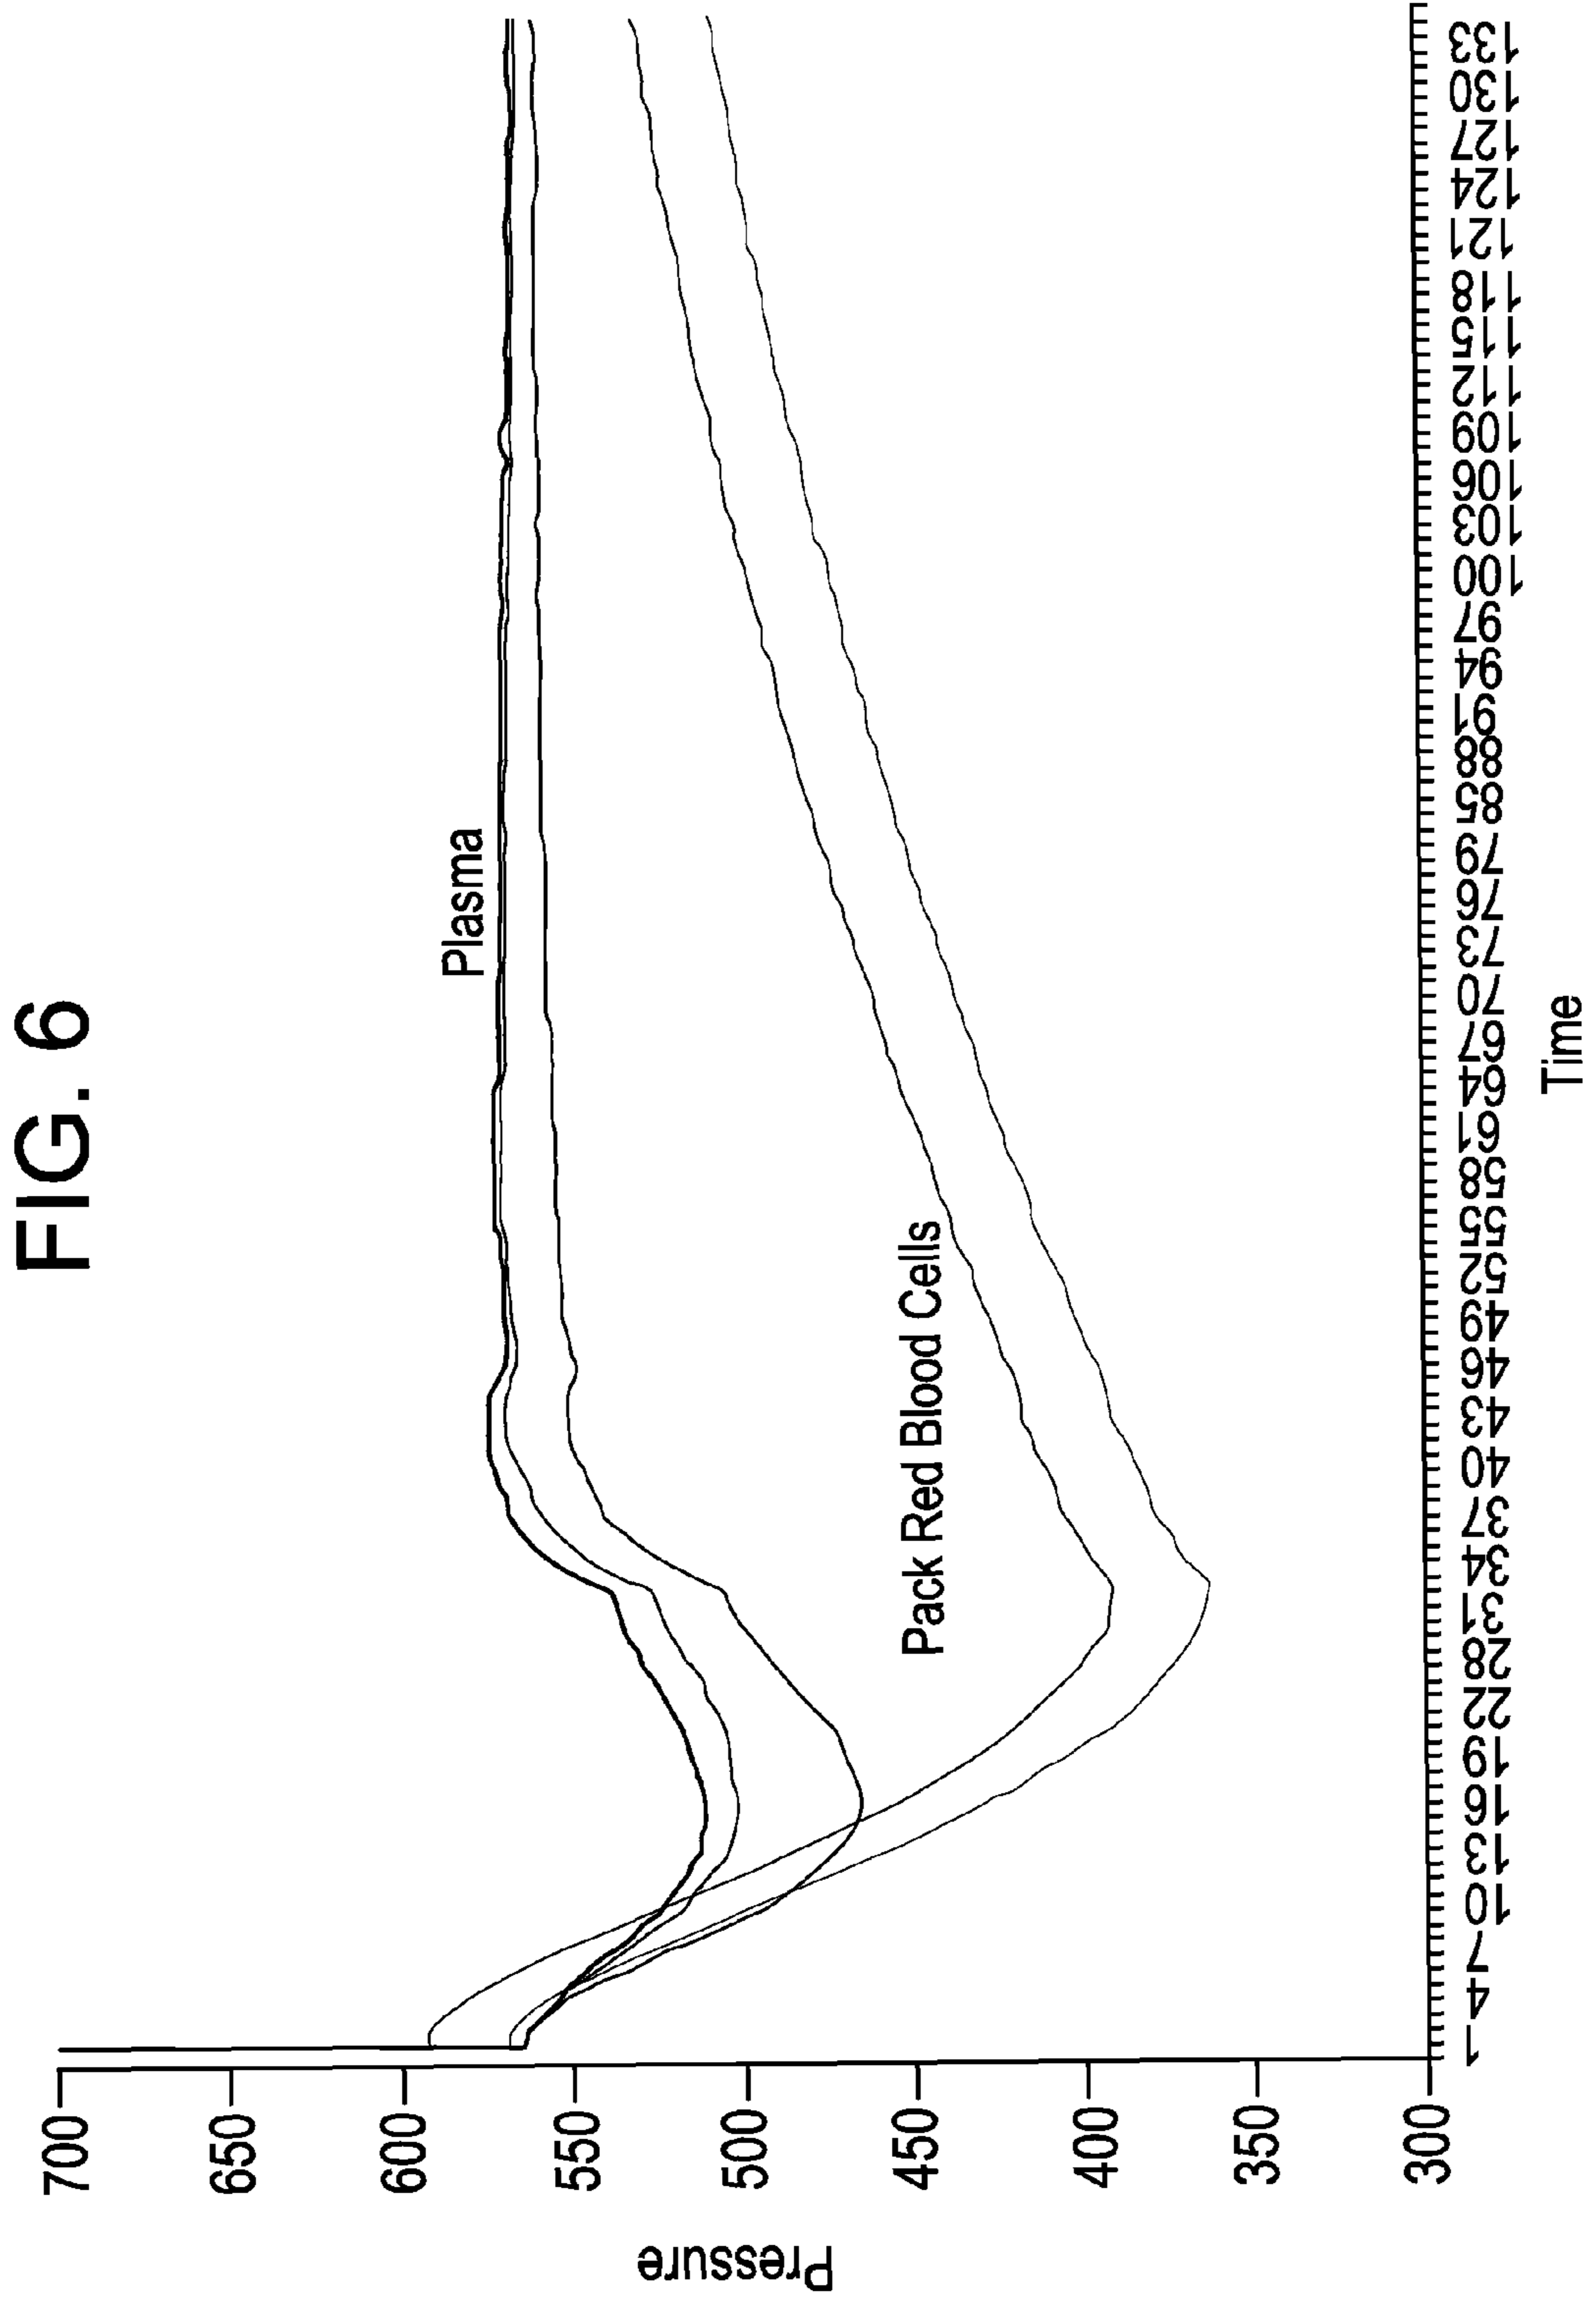 FIG. 6
Pressure
700
650
600
550
500
450
400
350
300
Plasma
Pack Red Blood Cells
1 4 7 10 13 16 19 22 28 31 34 37 40 43 46 49 52 55 58 61 64 67 70 73 76 79 85 88 91 94 97 100 103 106 109 112 115 118 121 124 127 130 133
Time